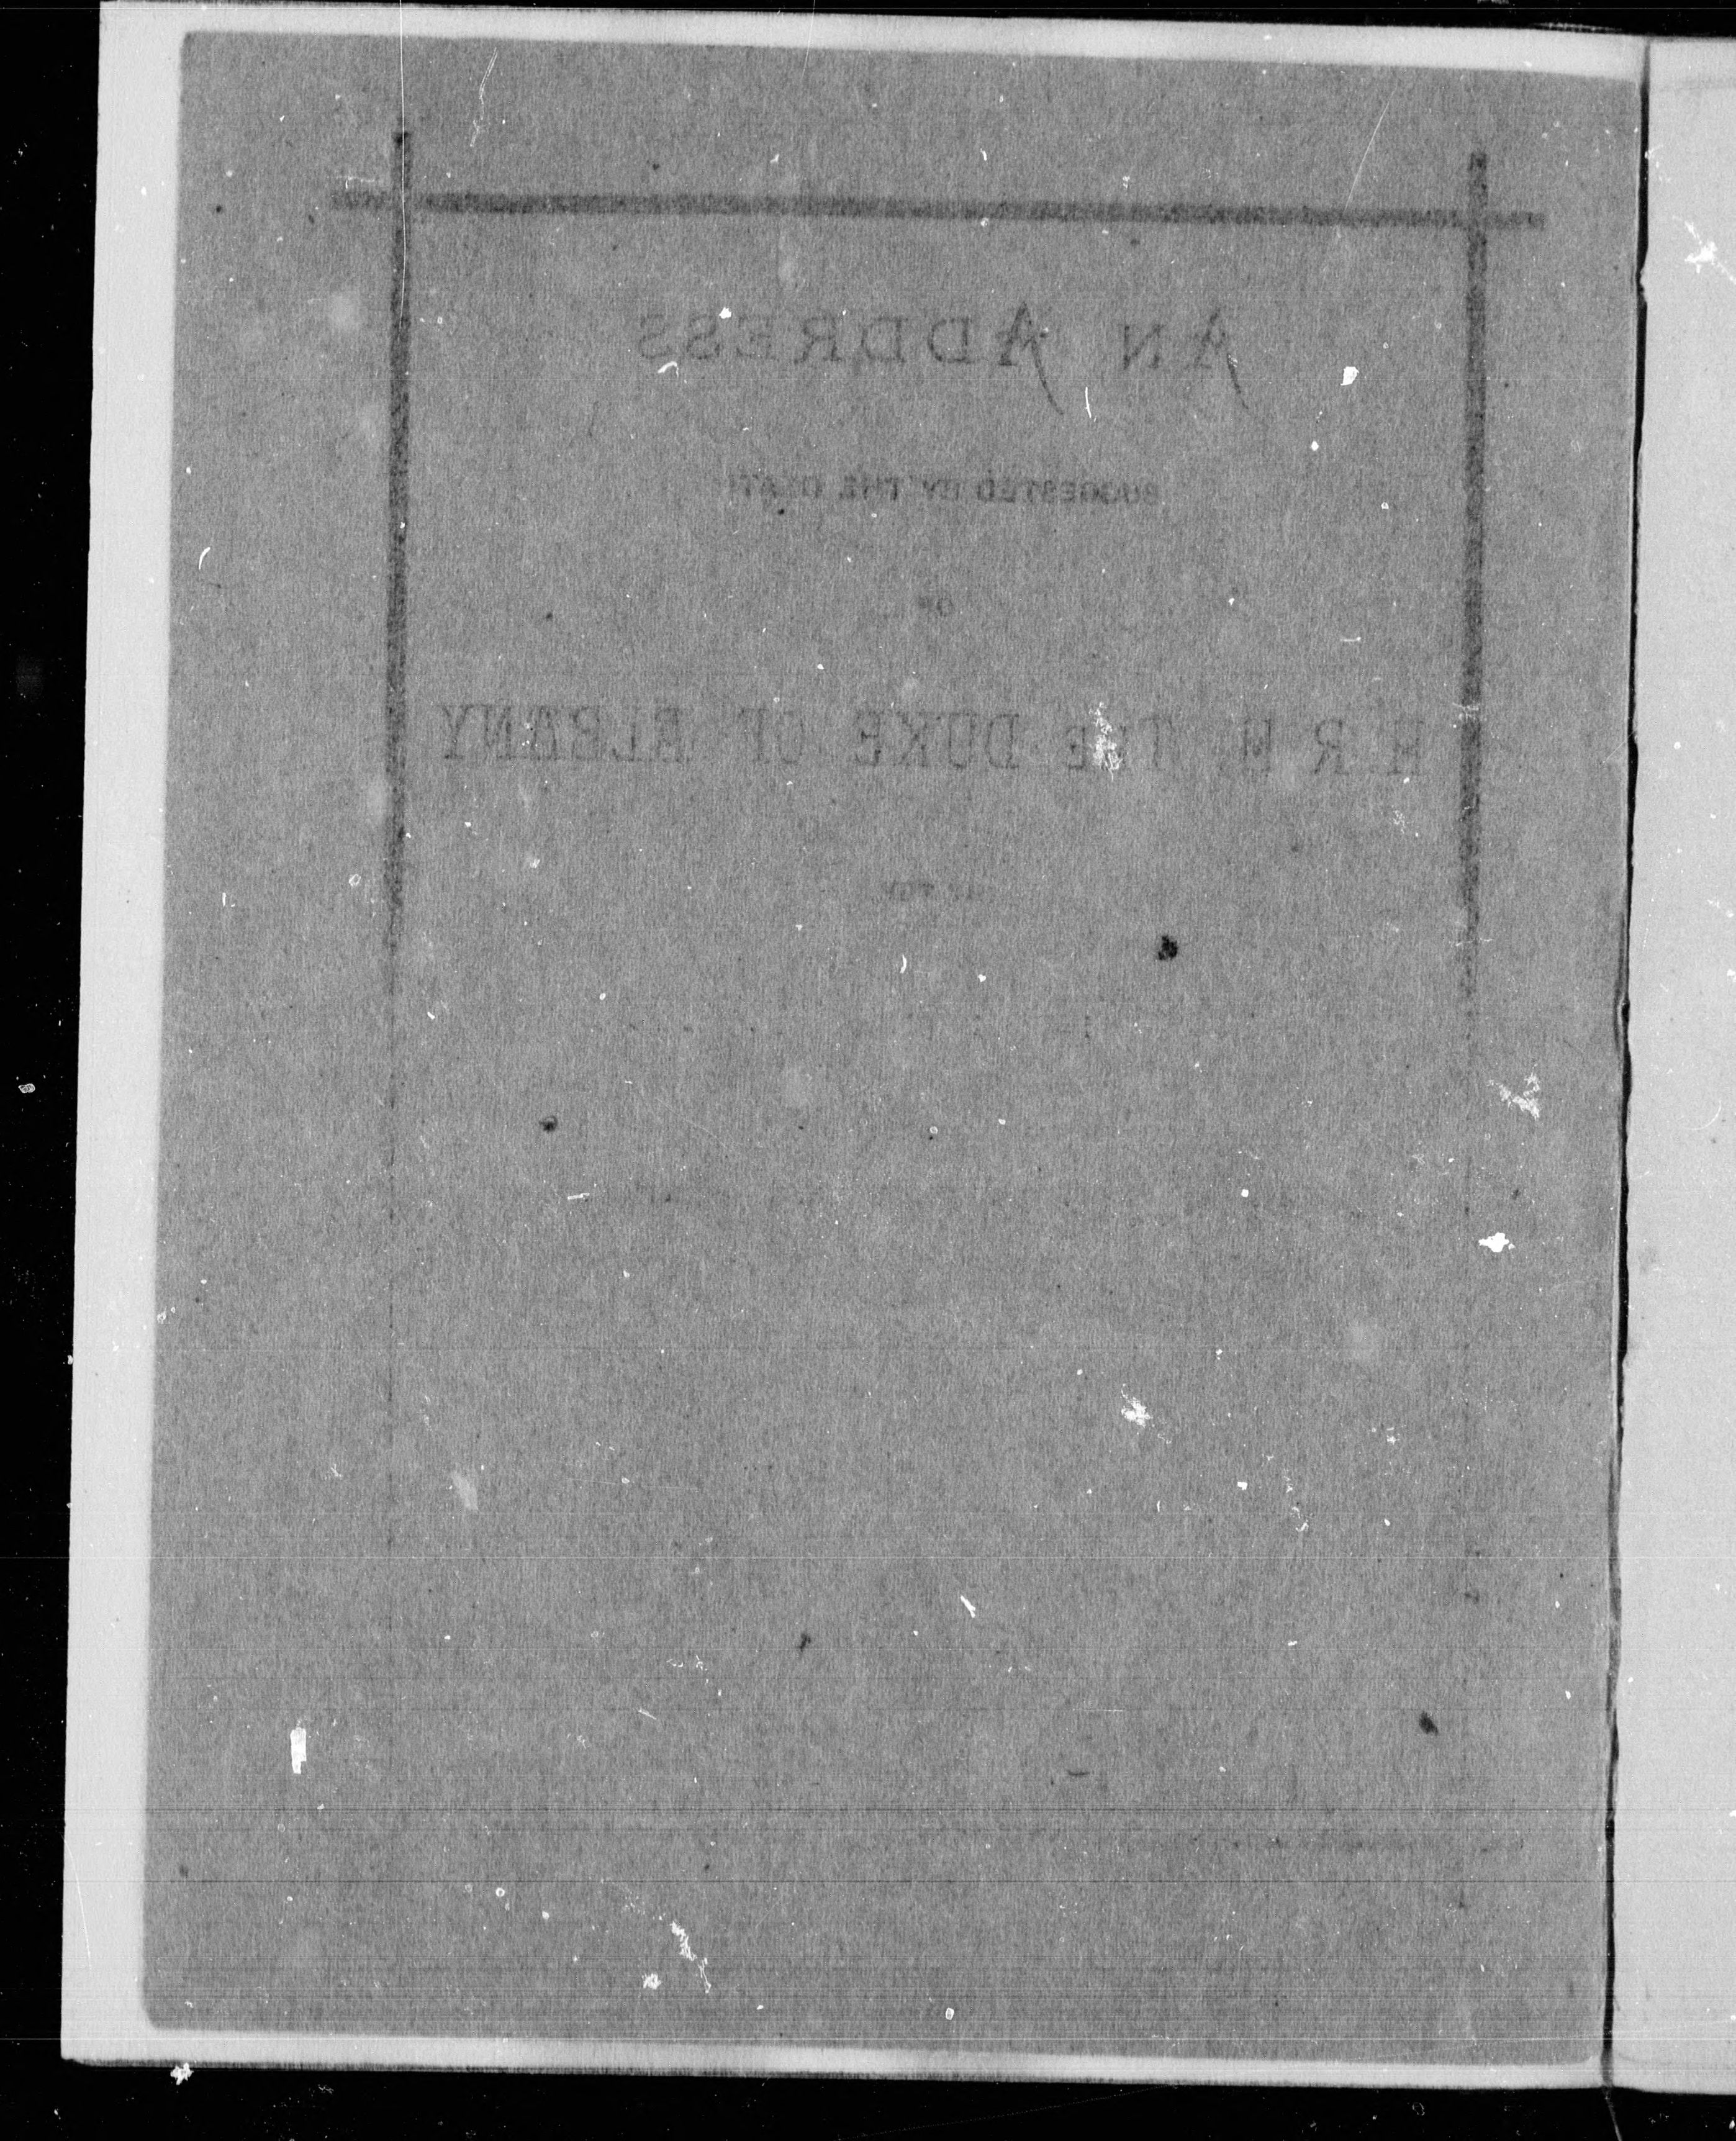 AN ADDRESS
SUGGESTED BY THE DEATH
OF
H.R.H. THE DUKE OF ALBANY